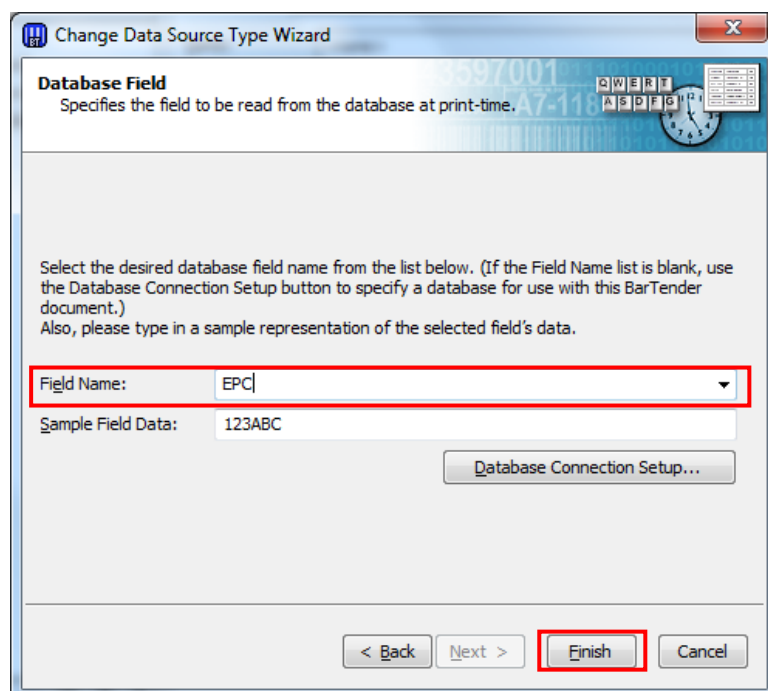 BT
Change Data Source Type Wizard
X
Database Field
Specifies the field to be read from the database at print-time.
3597001
A7-118
Q W E R T
A S D F G
Select the desired database field name from the list below. (If the Field Name list is blank, use
the Database Connection Setup button to specify a database for use with this BarTender
document.)
Also, please type in a sample representation of the selected field's data.
Field Name: EPC
Sample Field Data: 123ABC
Database Connection Setup...
< Back Next > Finish Cancel